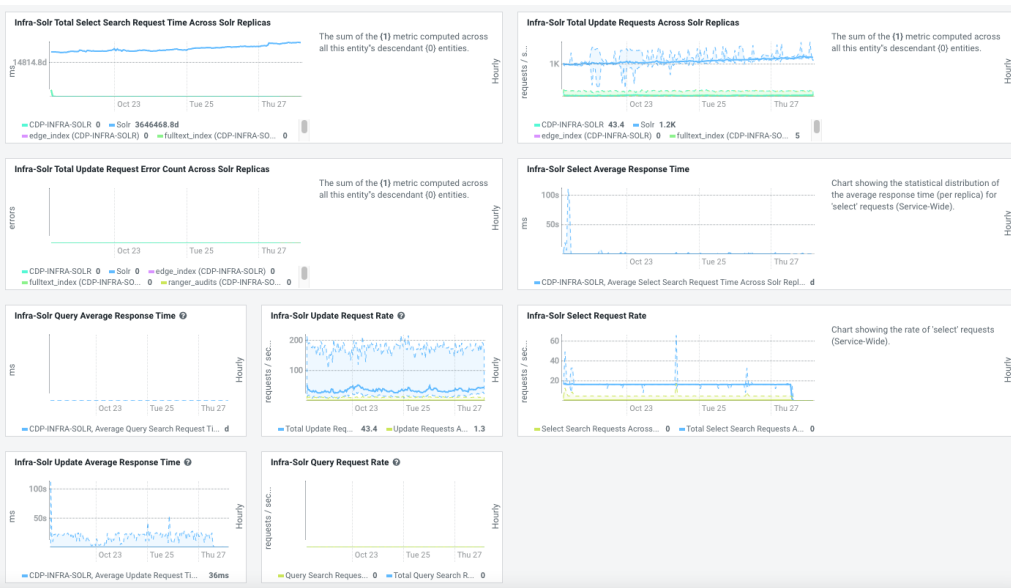 Infra-Solr Total Select Search Request Time Across Solr Replicas
The sum of the (1) metric computed across
all this entity's descendant {0} entities.
ms
14814.8d
Hourly
Oct 23 Tue 25 Thu 27
CDP-INFRA-SOLR 0 Solr 3646468.8d
edge_index (CDP-INFRA-SOLR) 0 fulltext_index (CDP-INFRA-SO... 0
Infra-Solr Total Update Requests Across Solr Replicas
The sum of the (1) metric computed across
all this entity's descendant {0} entities.
requests / s...
1K
Hourly
Oct 23 Tue 25 Thu 27
CDP-INFRA-SOLR 43.4 Solr 1.2K
edge_index (CDP-INFRA-SOLR) 0 fulltext_index (CDP-INFRA-SO... 5
Infra-Solr Total Update Request Error Count Across Solr Replicas
The sum of the (1) metric computed across
all this entity's descendant {0} entities.
errors
Hourly
Oct 23 Tue 25 Thu 27
CDP-INFRA-SOLR 0 Solr 0 edge_index (CDP-INFRA-SOLR) 0
fulltext_index (CDP-INFRA-SO... 0 ranger_audits (CDP-INFRA-SO... 0
Infra-Solr Select Average Response Time
Chart showing the statistical distribution of
the average response time (per replica) for
'select' requests (Service-Wide).
ms
100s
50s
Hourly
Oct 23 Tue 25 Thu 27
CDP-INFRA-SOLR, Average Select Search Request Time Across Solr Repl... d
Infra-Solr Query Average Response Time
ms
Hourly
Oct 23 Tue 25 Thu 27
CDP-INFRA-SOLR, Average Query Search Request Ti... d
Infra-Solr Update Request Rate
requests / sec...
200
100
Hourly
Oct 23 Tue 25 Thu 27
Total Update Req... 43.4 Update Requests A... 1.3
Infra-Solr Select Request Rate
Chart showing the rate of 'select' requests
(Service-Wide).
requests / sec...
60
40
20
Hourly
Oct 23 Tue 25 Thu 27
Select Search Requests Across... 0 Total Select Search Requests A... 0
Infra-Solr Update Average Response Time
ms
100s
50s
Hourly
Oct 23 Tue 25 Thu 27
CDP-INFRA-SOLR, Average Update Request Ti... 36ms
Infra-Solr Query Request Rate
requests / sec...
Hourly
Oct 23 Tue 25 Thu 27
Query Search Reques... 0 Total Query Search R... 0